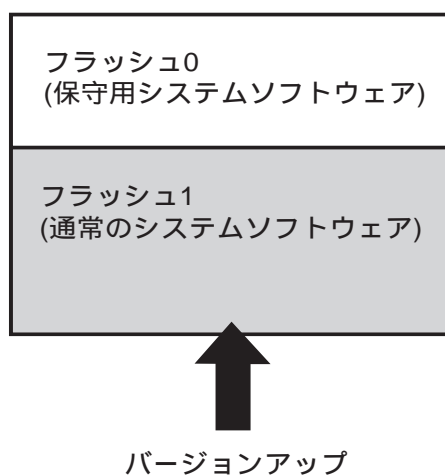 フラッシュ0
(保守用システムソフトウェア)
フラッシュ1
(通常のシステムソフトウェア)
バージョンアップ